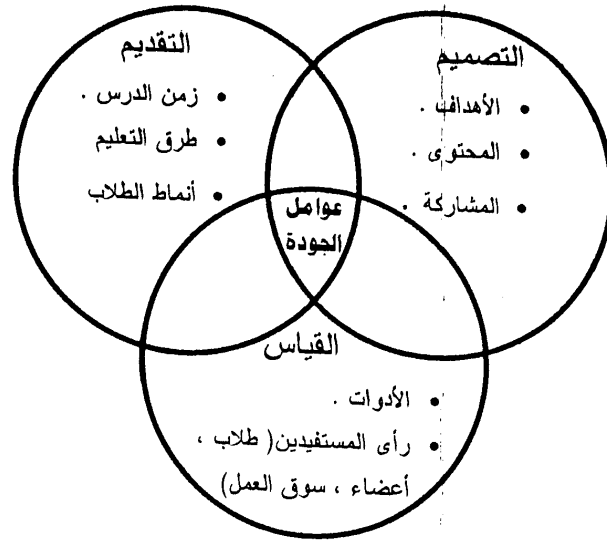 التصميم
• الأهداف .
• المحتوى .
• المشاركة .
التقديم
• زمن الدرس .
• طرق التعليم
• أنماط الطلاب
عوامل
الجودة
القياس
• الأدوات .
• رأى المستفيدين( طلاب ،
أعضاء ، سوق العمل)